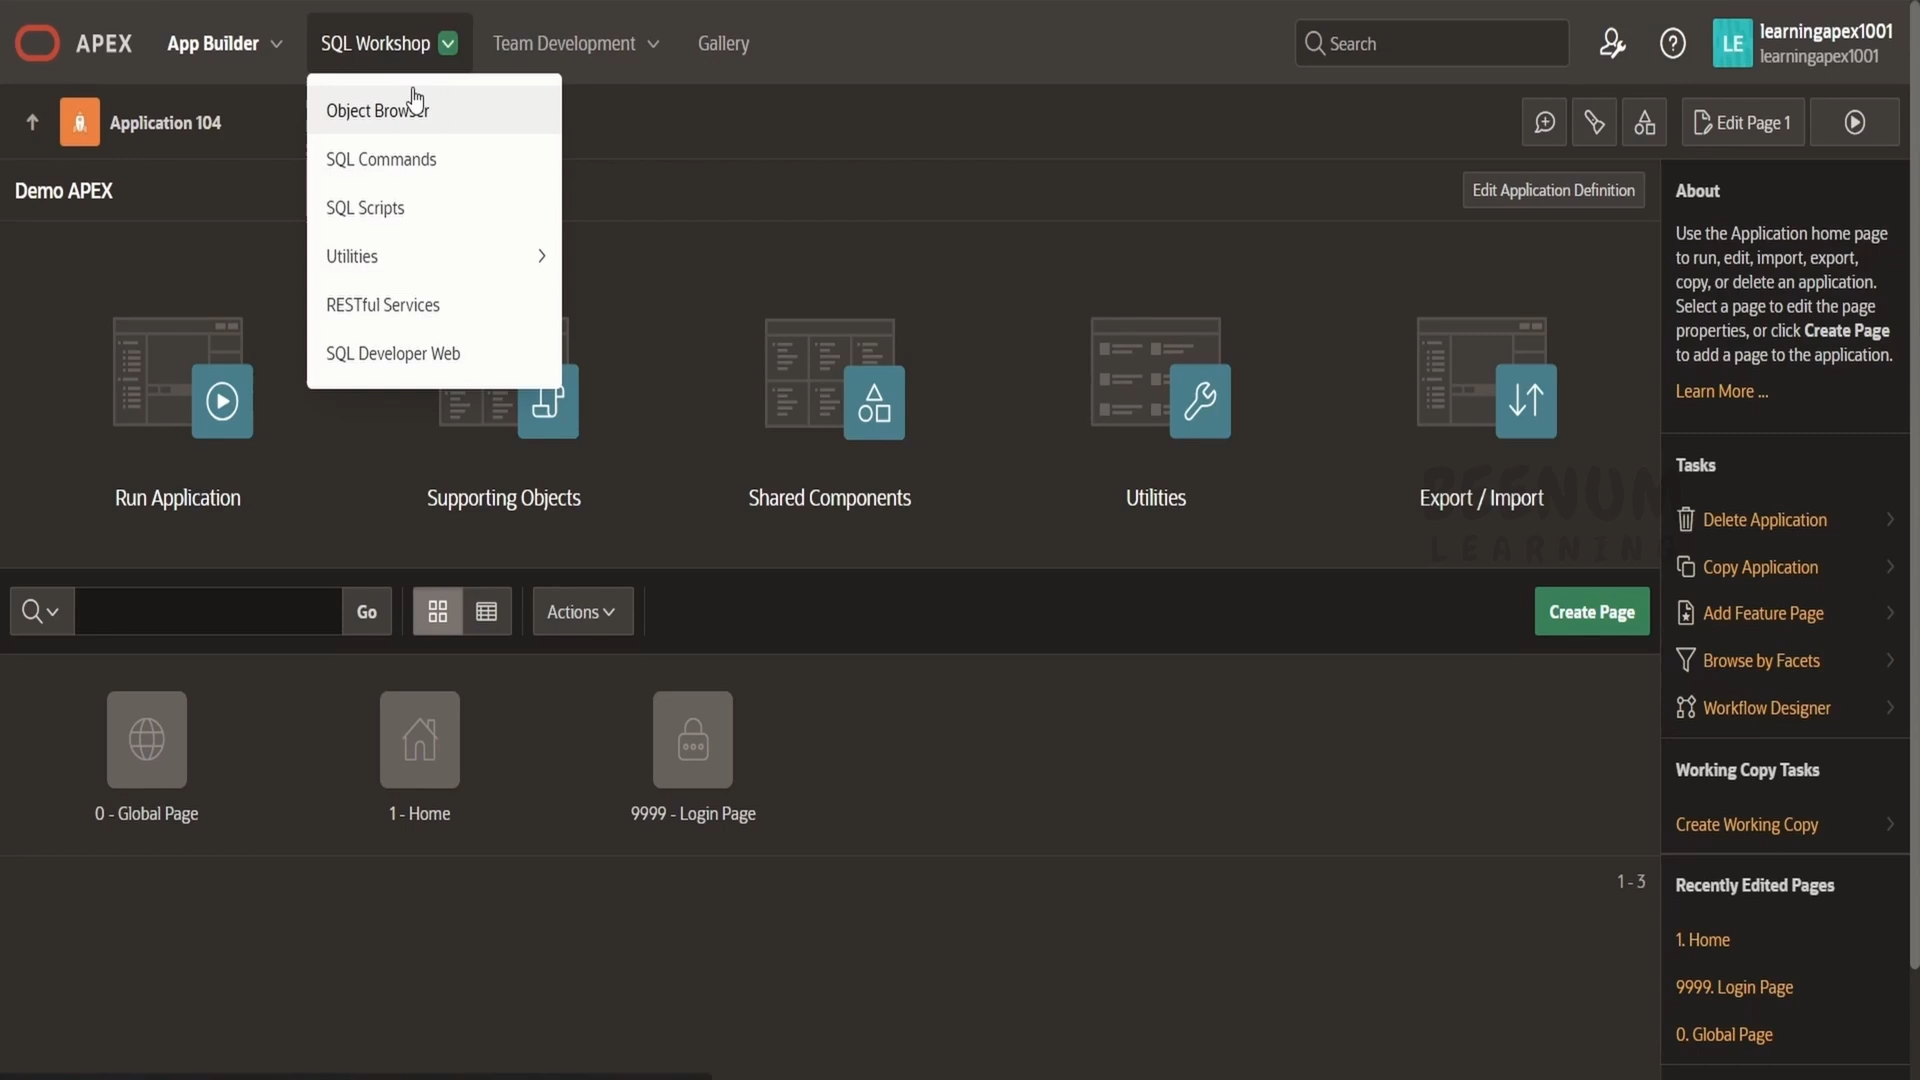 APEX
App Builder
SQL Workshop
Team Development
Gallery
Search
LE
learningapex1001
learningapex1001
Object Browser
SQL Commands
SQL Scripts
Utilities
RESTful Services
SQL Developer Web
Application 104
Edit Page 1
Demo APEX
Edit Application Definition
Run Application
Supporting Objects
Shared Components
Utilities
Export / Import
BEENUM
LEARNING
Go
Actions
Create Page
0 - Global Page
1 - Home
9999 - Login Page
1 - 3
About
Use the Application home page
to run, edit, import, export,
copy, or delete an application.
Select a page to edit the page
properties, or click Create Page
to add a page to the application.
Learn More ...
Tasks
Delete Application
Copy Application
Add Feature Page
Browse by Facets
Workflow Designer
Working Copy Tasks
Create Working Copy
Recently Edited Pages
1. Home
9999. Login Page
0. Global Page